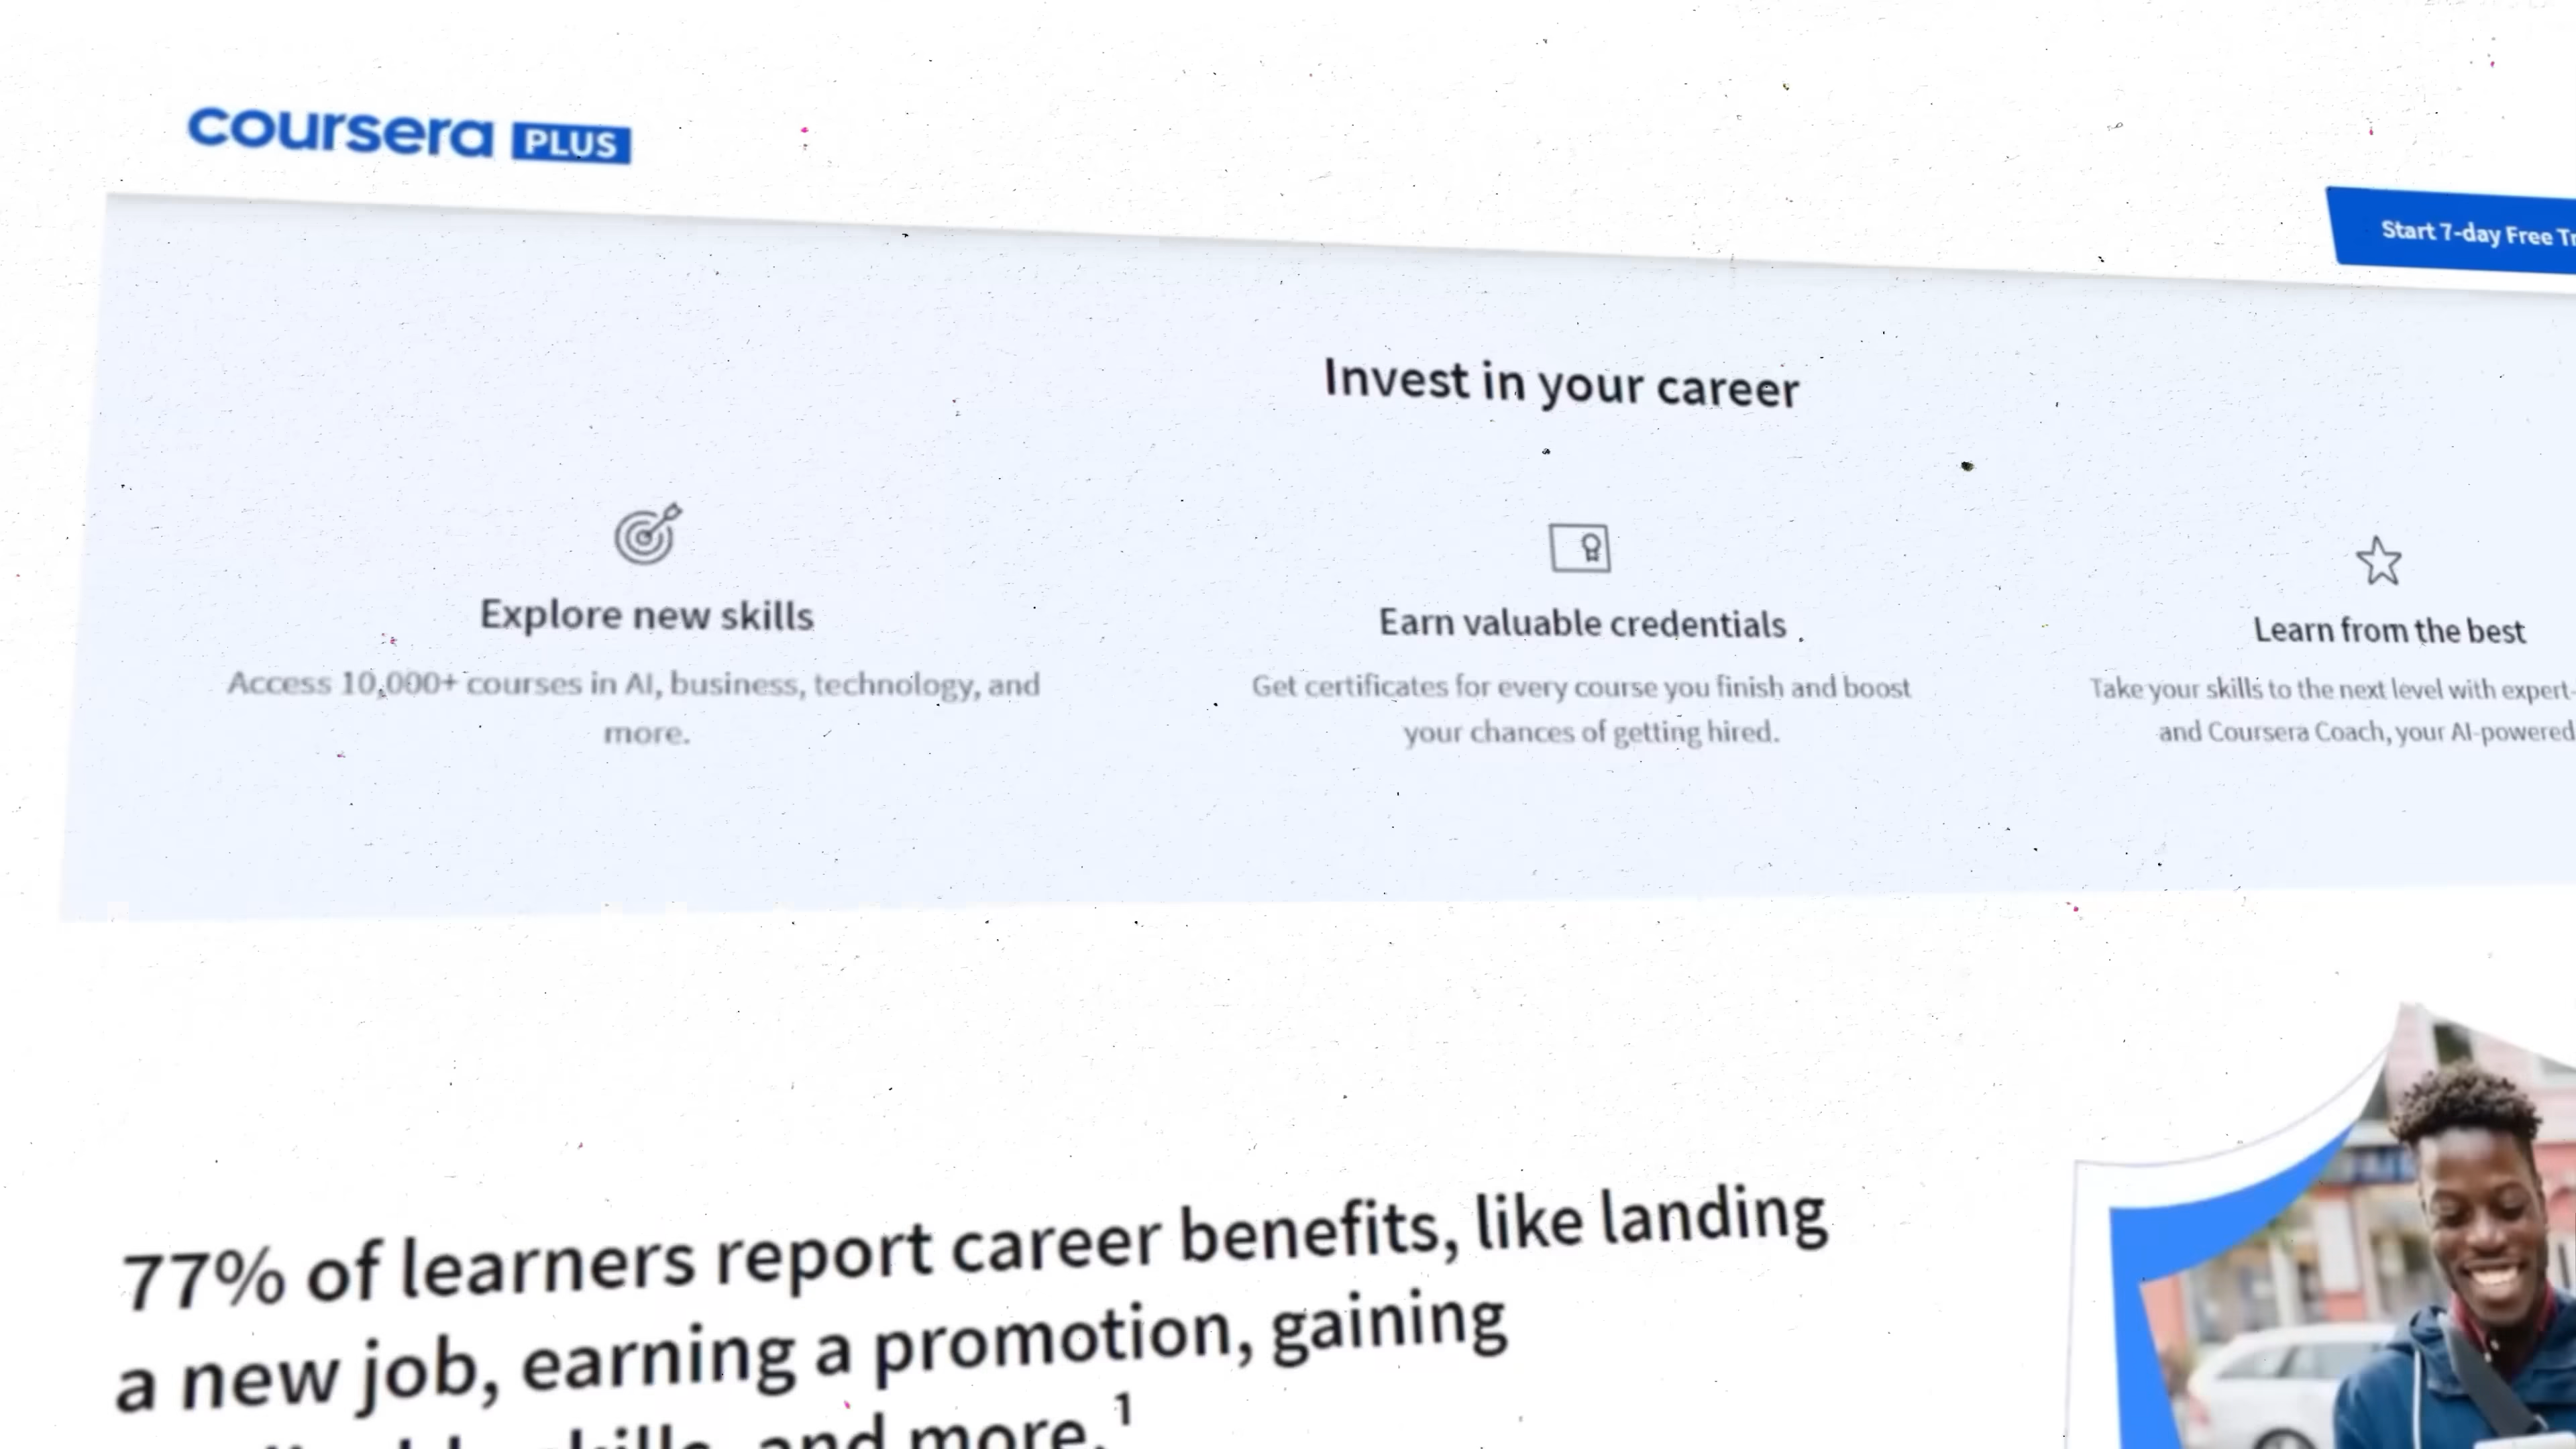 coursera PLUS
Start 7-day Free
Invest in your career
Explore new skills
Access 10,000+ courses in AI, business, technology, and
more.
Earn valuable credentials
Get certificates for every course you finish and boost
your chances of getting hired.
Learn from the best
Take your skills to the next level with expert-
and Coursera Coach, your AI-powered
77% of learners report career benefits, like landing
a new job, earning a promotion, gaining
skills, and more.1